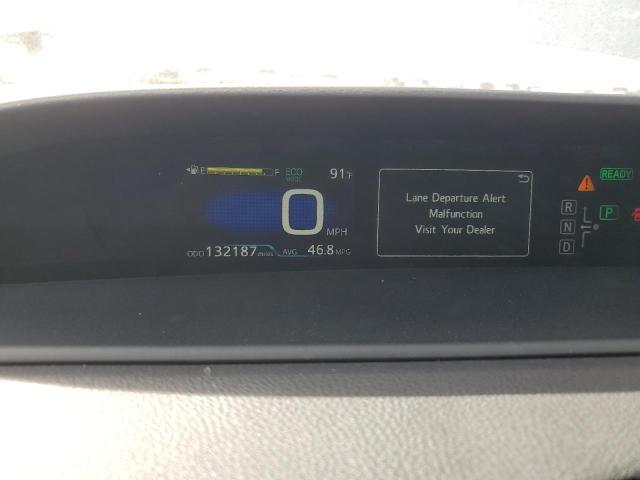 E F ECO 91°F
MODE
0 MPH
ODO 132187 miles AVG 46.8 MPG
Lane Departure Alert
Malfunction
Visit Your Dealer
READY
R
N P
D